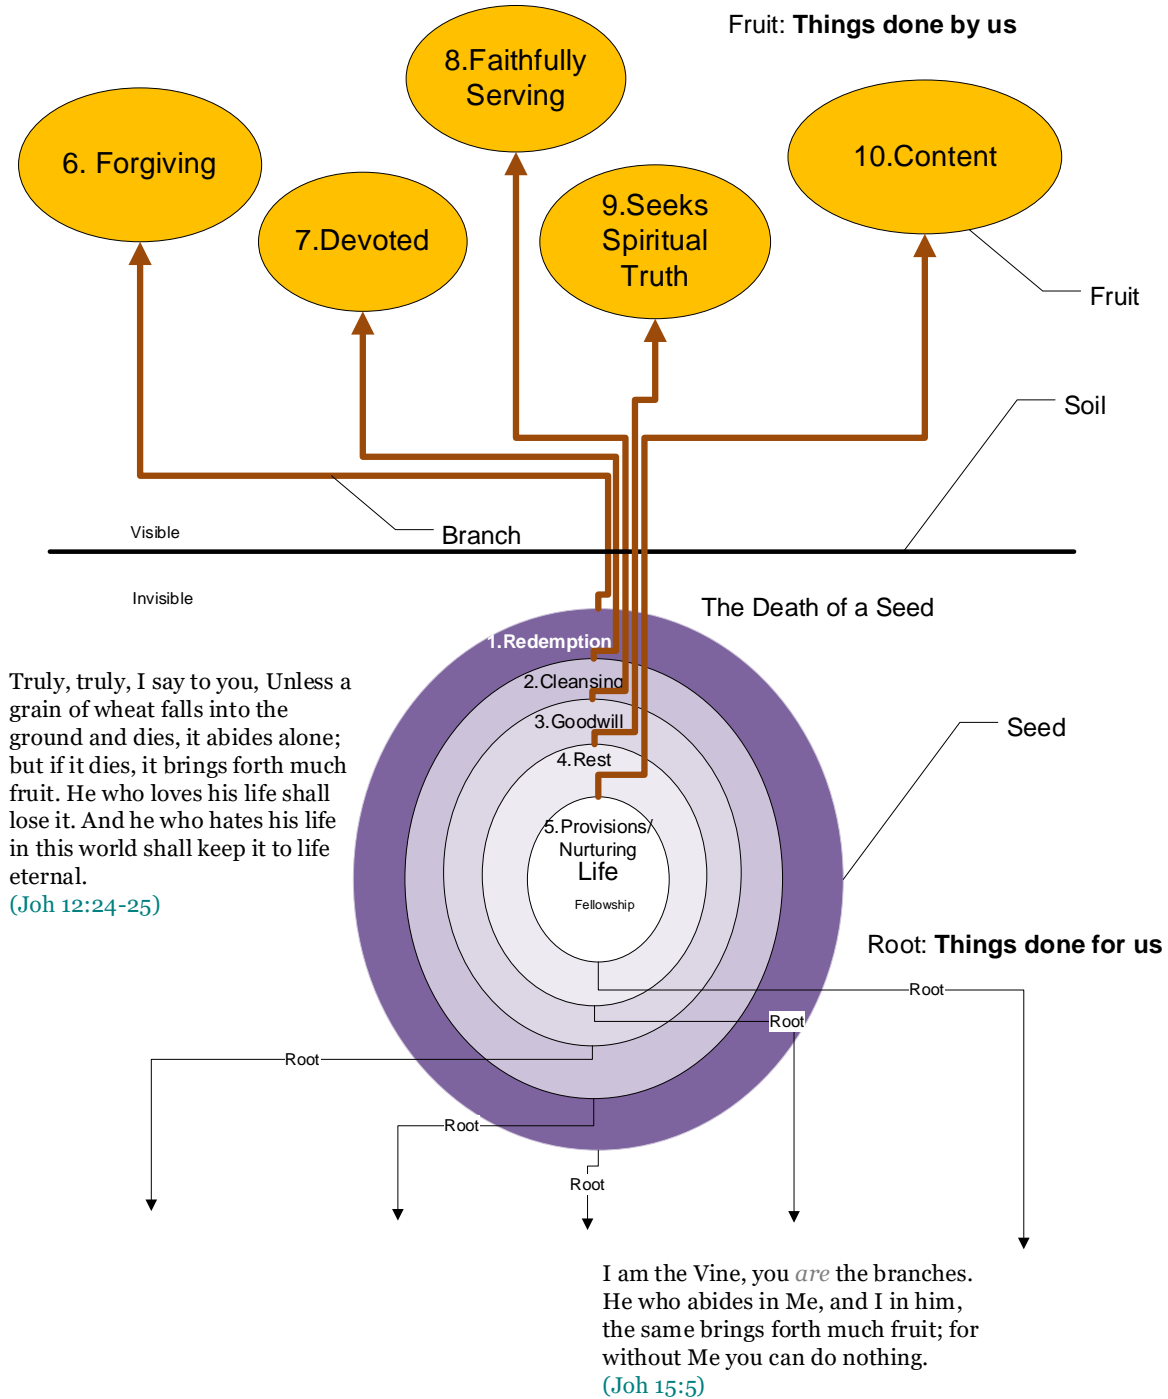 Fruit: Things done by us
8.Faithfully
Serving
6. Forgiving
10.Content
9.Seeks
Spiritual
Truth
7.Devoted
Fruit
Soil
Visible
Branch
Invisible
The Death of a Seed
1.Redemption
2.Cleansing
3.Goodwill
4.Rest
5.Provisions/
Nurturing
Life
Fellowship
Seed
Truly, truly, I say to you, Unless a
grain of wheat falls into the
ground and dies, it abides alone;
but if it dies, it brings forth much
fruit. He who loves his life shall
lose it. And he who hates his life
in this world shall keep it to life
eternal.
(Joh 12:24-25)
Root: Things done for us
Root
Root
Root
Root
Root
I am the Vine, you are the branches.
He who abides in Me, and I in him,
the same brings forth much fruit; for
without Me you can do nothing.
(Joh 15:5)